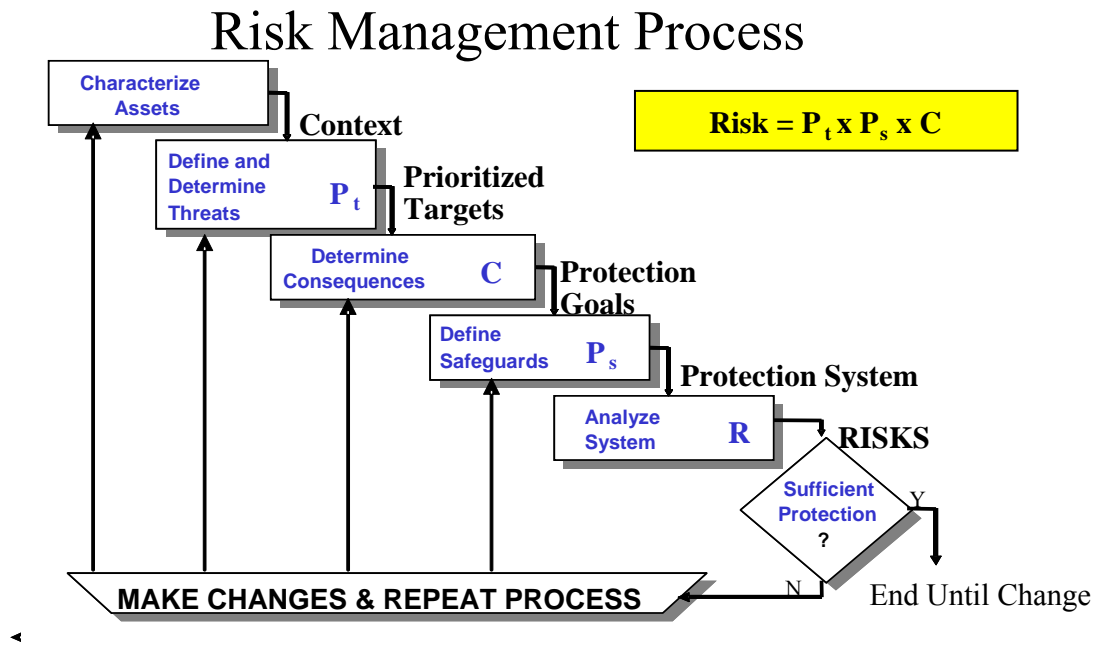 Risk Management Process
Characterize
Assets
Risk = Pt x Ps x C
Context
Define and
Determine
Threats
Pt
Prioritized
Targets
Determine
Consequences
C
Protection
Goals
Define
Safeguards
Ps
Protection System
Analyze
System
R
RISKS
Sufficient
Protection
?
Y
N
End Until Change
MAKE CHANGES & REPEAT PROCESS